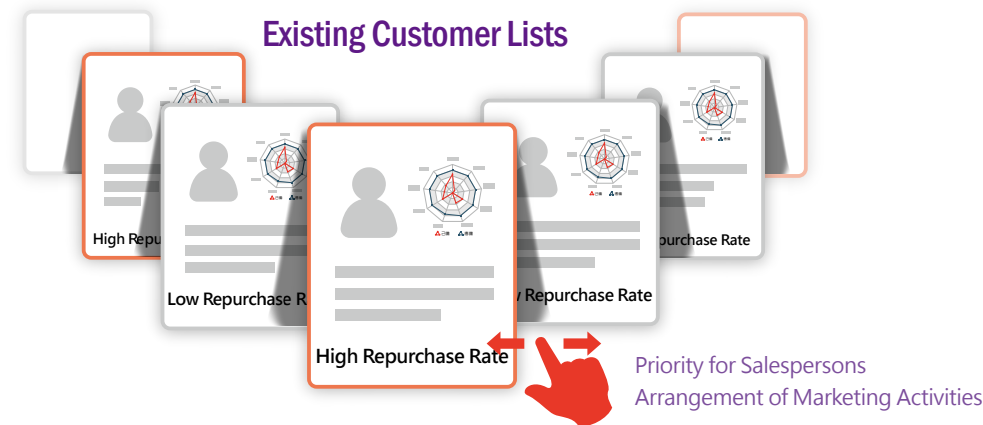 Existing Customer Lists
High Repu
purchase Rate
Low Repurchase R
Repurchase Rate
High Repurchase Rate
Priority for Salespersons
Arrangement of Marketing Activities